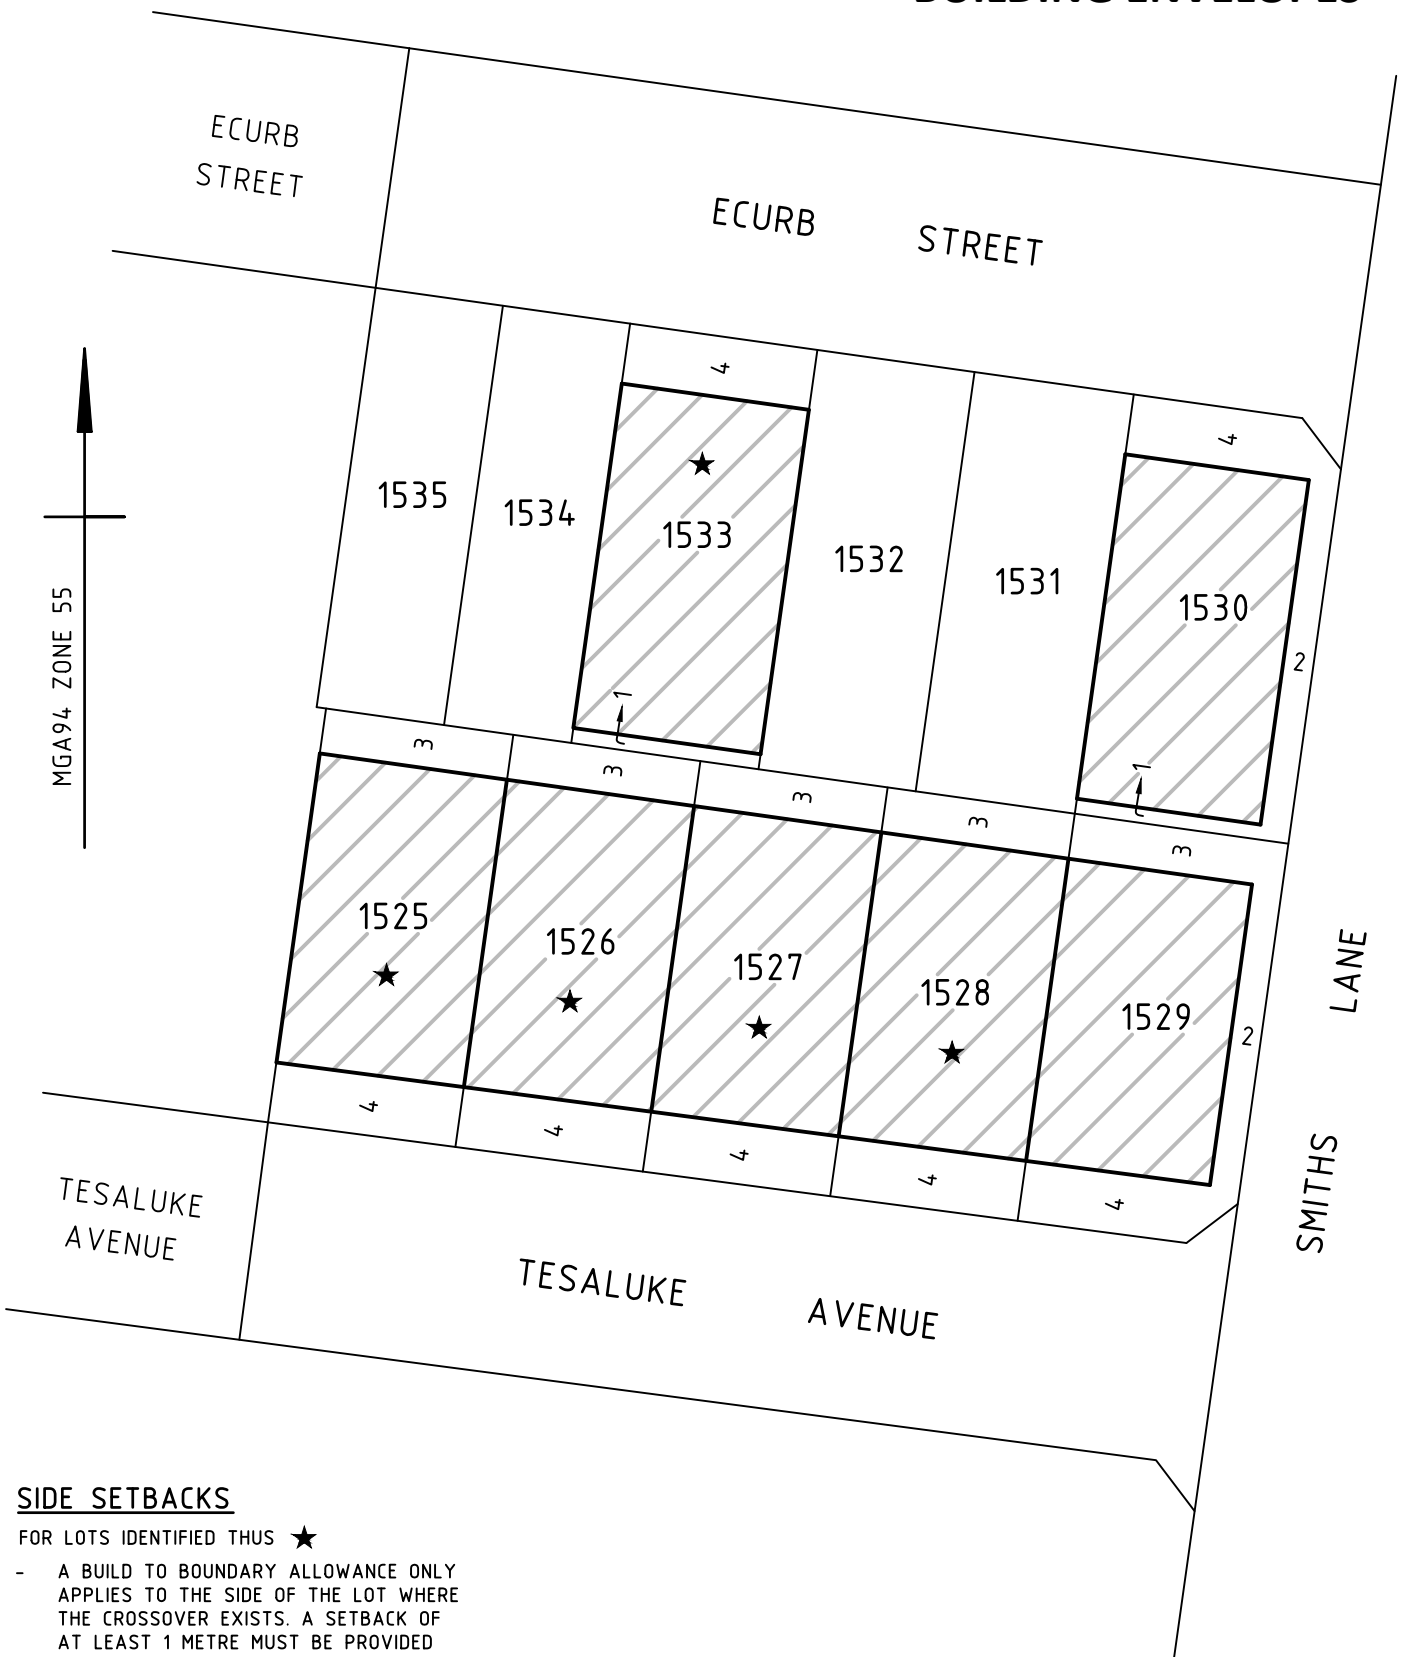 ECURB
STREET
ECURB STREET
4
4
1535
1534
1533
1532
1531
1530
2
MGA94 ZONE 55
1
1
3
3
3
3
3
1525
1526
1527
1528
1529
2
SMITHS LANE
4
4
4
4
4
TESALUKE
AVENUE
TESALUKE AVENUE
SIDE SETBACKS
FOR LOTS IDENTIFIED THUS ★
- A BUILD TO BOUNDARY ALLOWANCE ONLY
APPLIES TO THE SIDE OF THE LOT WHERE
THE CROSSOVER EXISTS. A SETBACK OF
AT LEAST 1 METRE MUST BE PROVIDED